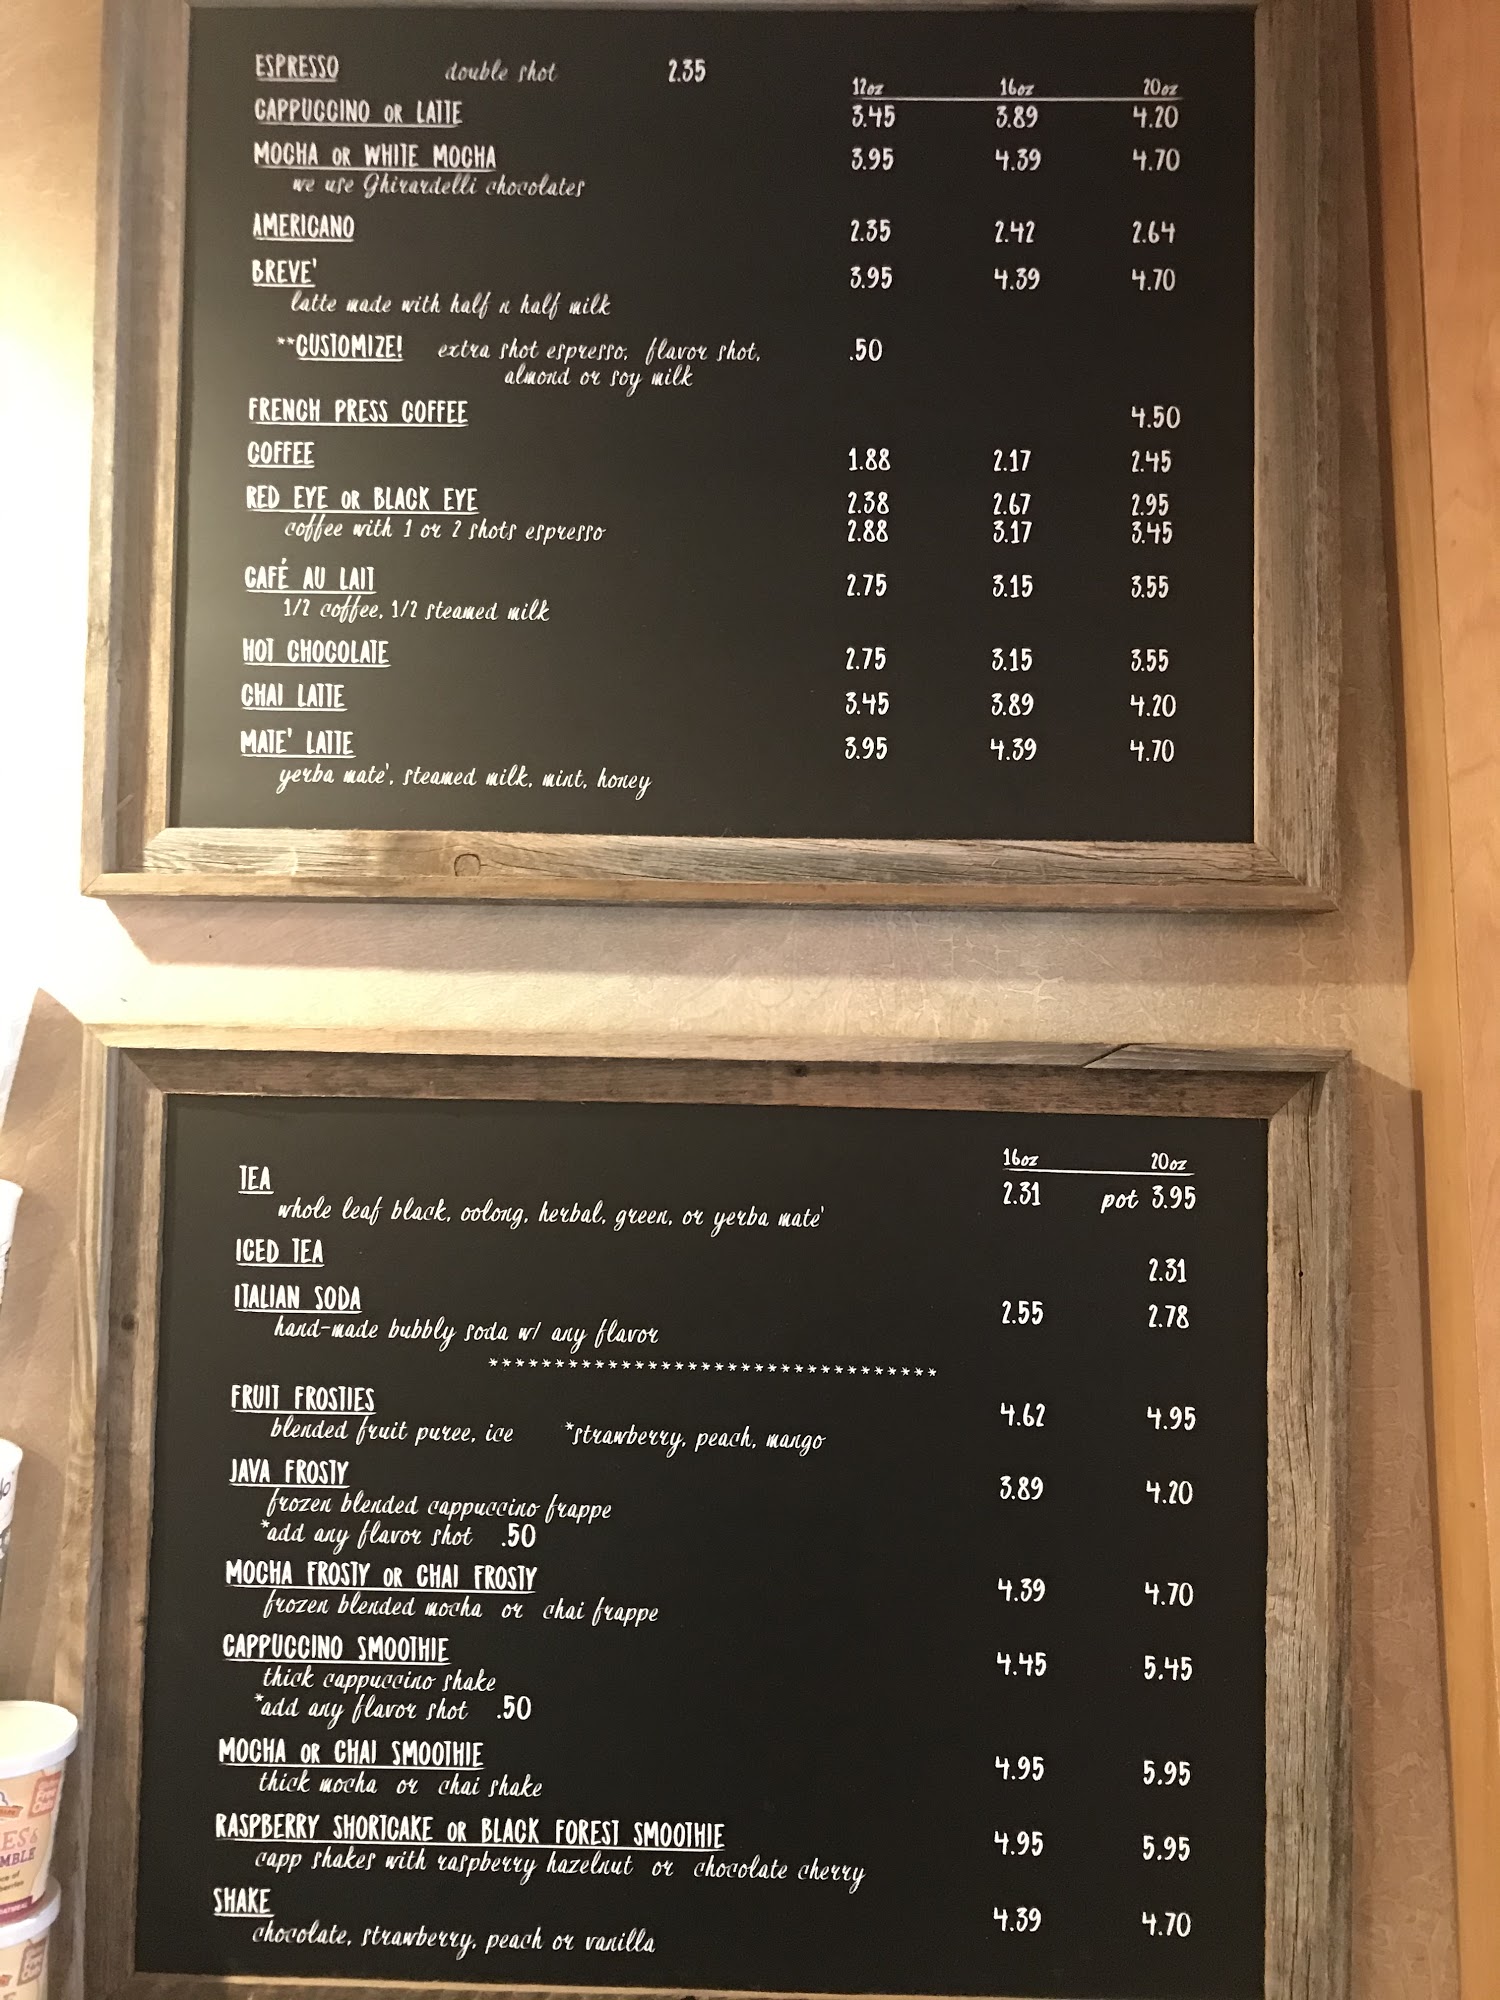 ESPRESSO double shot 2.35
12oz 16oz 20oz
CAPPUCCINO OR LATTE 3.45 3.89 4.20
MOCHA OR WHITE MOCHA 3.95 4.39 4.70
we use Ghirardelli chocolates
AMERICANO 2.35 2.42 2.64
BREVE' 3.95 4.39 4.70
latte made with half n half milk
**CUSTOMIZE! extra shot espresso, flavor shot, .50
almond or soy milk
FRENCH PRESS COFFEE 4.50
COFFEE 1.88 2.17 2.45
RED EYE OR BLACK EYE 2.38 2.67 2.95
coffee with 1 or 2 shots espresso 2.88 3.17 3.45
CAFÉ AU LAIT 2.75 3.15 3.55
1/2 coffee, 1/2 steamed milk
HOT CHOCOLATE 2.75 3.15 3.55
CHAI LATTE 3.45 3.89 4.20
MATE' LATTE 3.95 4.39 4.70
yerba mate', steamed milk, mint, honey
16oz 20oz
TEA 2.31 pot 3.95
whole leaf black, oolong, herbal, green, or yerba mate'
ICED TEA 2.31
ITALIAN SODA 2.55 2.78
hand-made bubbly soda w/ any flavor
**********************************
FRUIT FROSTIES 4.62 4.95
blended fruit puree, ice *strawberry, peach, mango
JAVA FROSTY 3.89 4.20
frozen blended cappuccino frappe
*add any flavor shot .50
MOCHA FROSTY OR CHAI FROSTY 4.39 4.70
frozen blended mocha or chai frappe
CAPPUCCINO SMOOTHIE 4.45 5.45
thick cappuccino shake
*add any flavor shot .50
MOCHA OR CHAI SMOOTHIE 4.95 5.95
thick mocha or chai shake
RASPBERRY SHORTCAKE OR BLACK FOREST SMOOTHIE 4.95 5.95
capp shakes with raspberry hazelnut or chocolate cherry
SHAKE 4.39 4.70
chocolate, strawberry, peach or vanilla